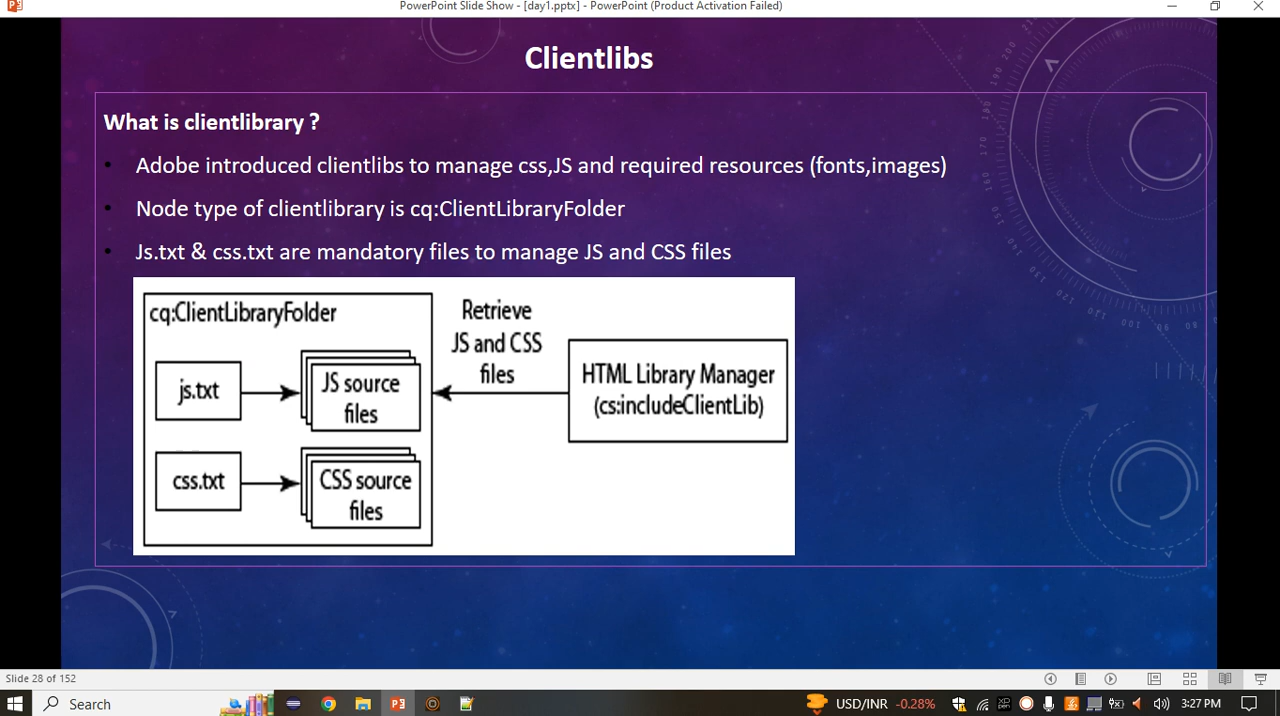 PowerPoint Slide Show - [day1.pptx] - PowerPoint (Product Activation Failed)
Clientlibs
What is clientlibrary ?
• Adobe introduced clientlibs to manage css,JS and required resources (fonts,images)
• Node type of clientlibrary is cq:ClientLibraryFolder
• Js.txt & css.txt are mandatory files to manage JS and CSS files
cq:ClientLibraryFolder
js.txt
JS source
files
css.txt
CSS source
files
Retrieve
JS and CSS
files
HTML Library Manager
(cs:includeClientLib)
Slide 28 of 152
Search
USD/INR -0.28%
3:27 PM